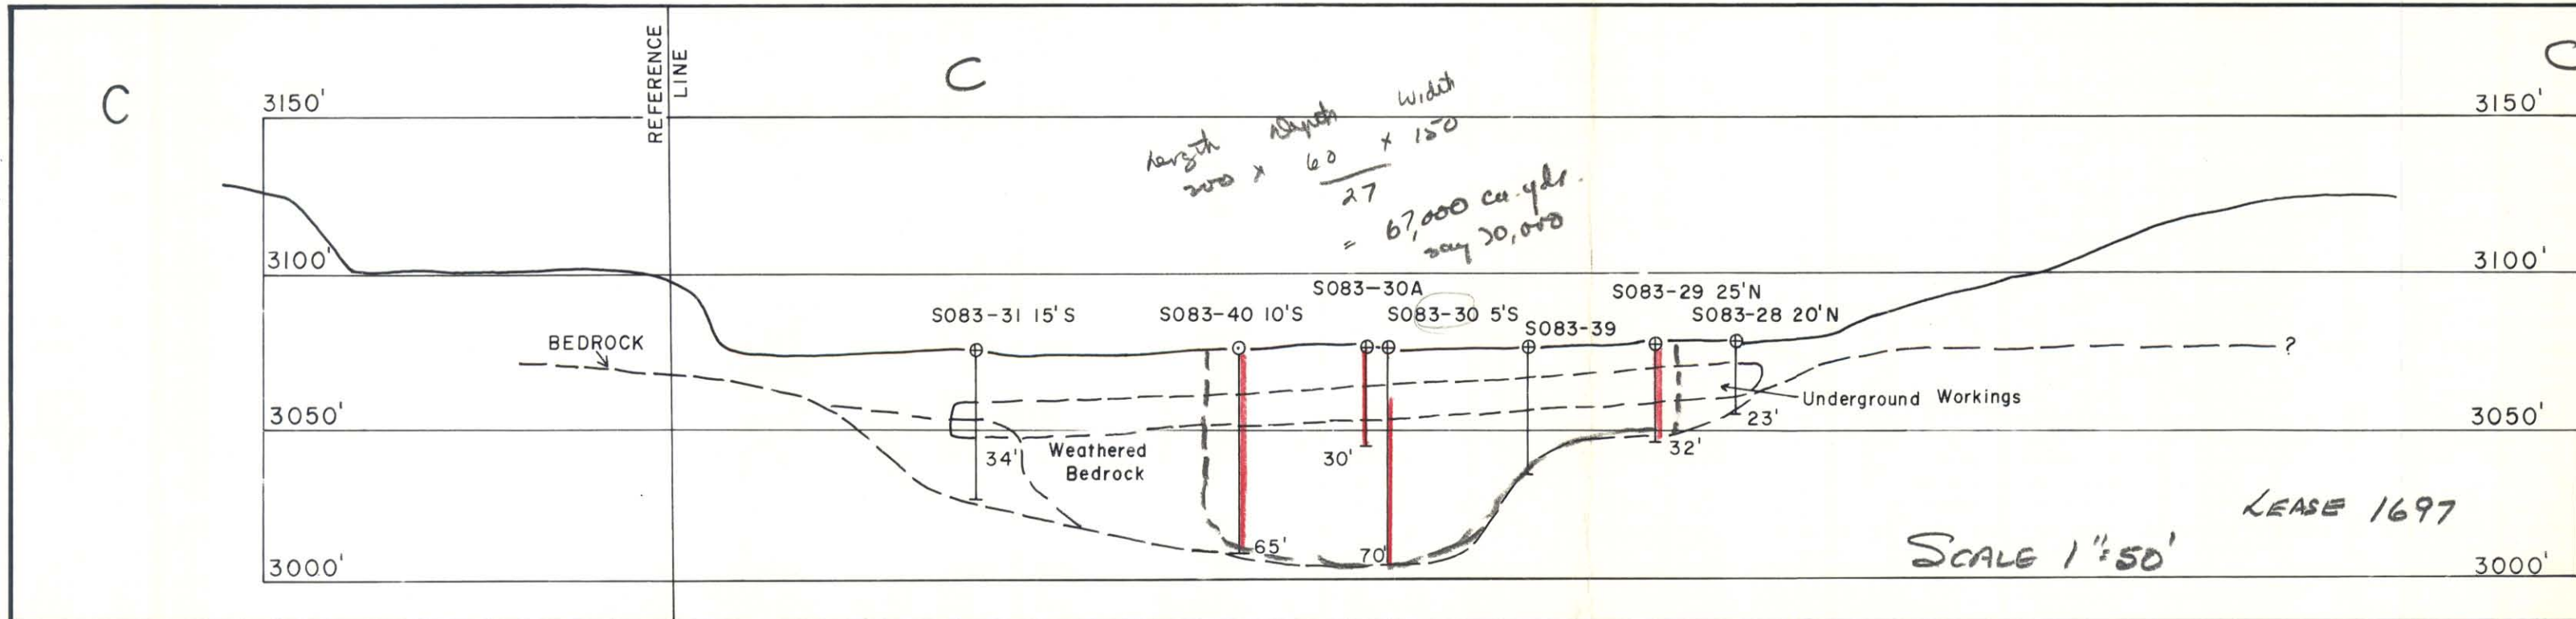 REFERENCE
LINE
C
C
C
3150'
3150'
Length Depth Width
200 x 60 x 150
27
= 67,000 cu. yds.
say 70,000
3100'
3100'
S083-30A
S083-29 25'N
S083-31 15'S
S083-40 10'S
S083-30 5'S
S083-28 20'N
S083-39
BEDROCK
?
Underground Workings
3050'
23'
3050'
34'
Weathered
Bedrock
30'
32'
LEASE 1697
65'
70'
SCALE 1"=50'
3000'
3000'